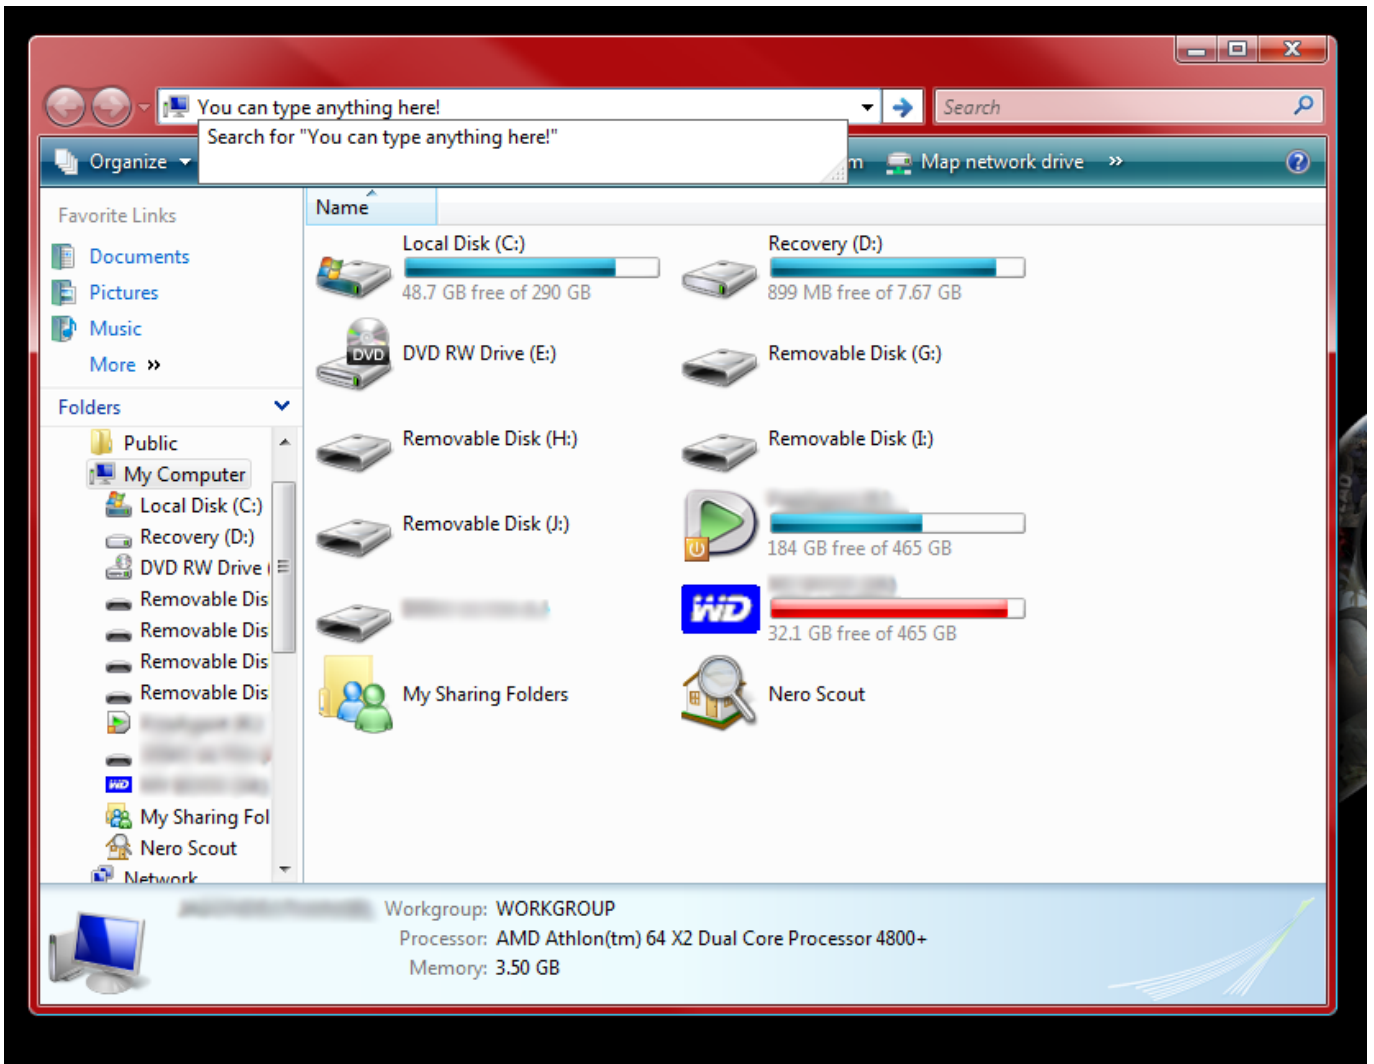 You can type anything here!
Search
Search for "You can type anything here!"
Organize
m
Map network drive
Favorite Links
Documents
Pictures
Music
More
Folders
Public
My Computer
Local Disk (C:)
Recovery (D:)
DVD RW Drive (
Removable Dis
Removable Dis
Removable Dis
Removable Dis
WD
My Sharing Fol
Nero Scout
Network
Name
Local Disk (C:)
48.7 GB free of 290 GB
Recovery (D:)
899 MB free of 7.67 GB
DVD
DVD RW Drive (E:)
Removable Disk (G:)
Removable Disk (H:)
Removable Disk (I:)
Removable Disk (J:)
184 GB free of 465 GB
WD
32.1 GB free of 465 GB
My Sharing Folders
Nero Scout
Workgroup: WORKGROUP
Processor: AMD Athlon(tm) 64 X2 Dual Core Processor 4800+
Memory: 3.50 GB